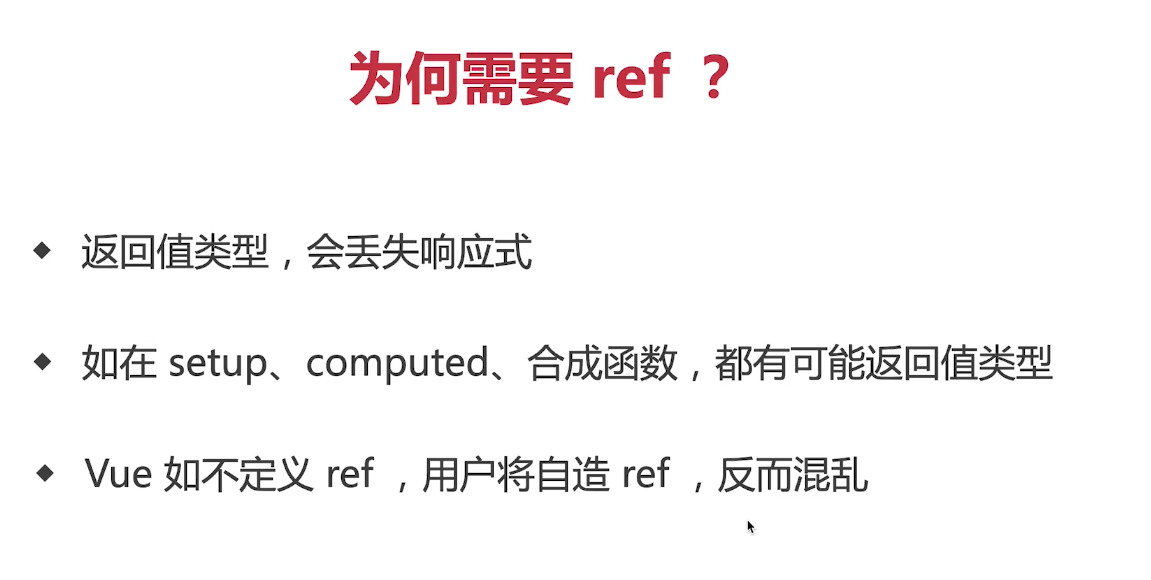 为何需要 ref ？
◆ 返回值类型，会丢失响应式
◆ 如在 setup、computed、合成函数，都有可能返回值类型
◆ Vue 如不定义 ref ，用户将自造 ref ，反而混乱